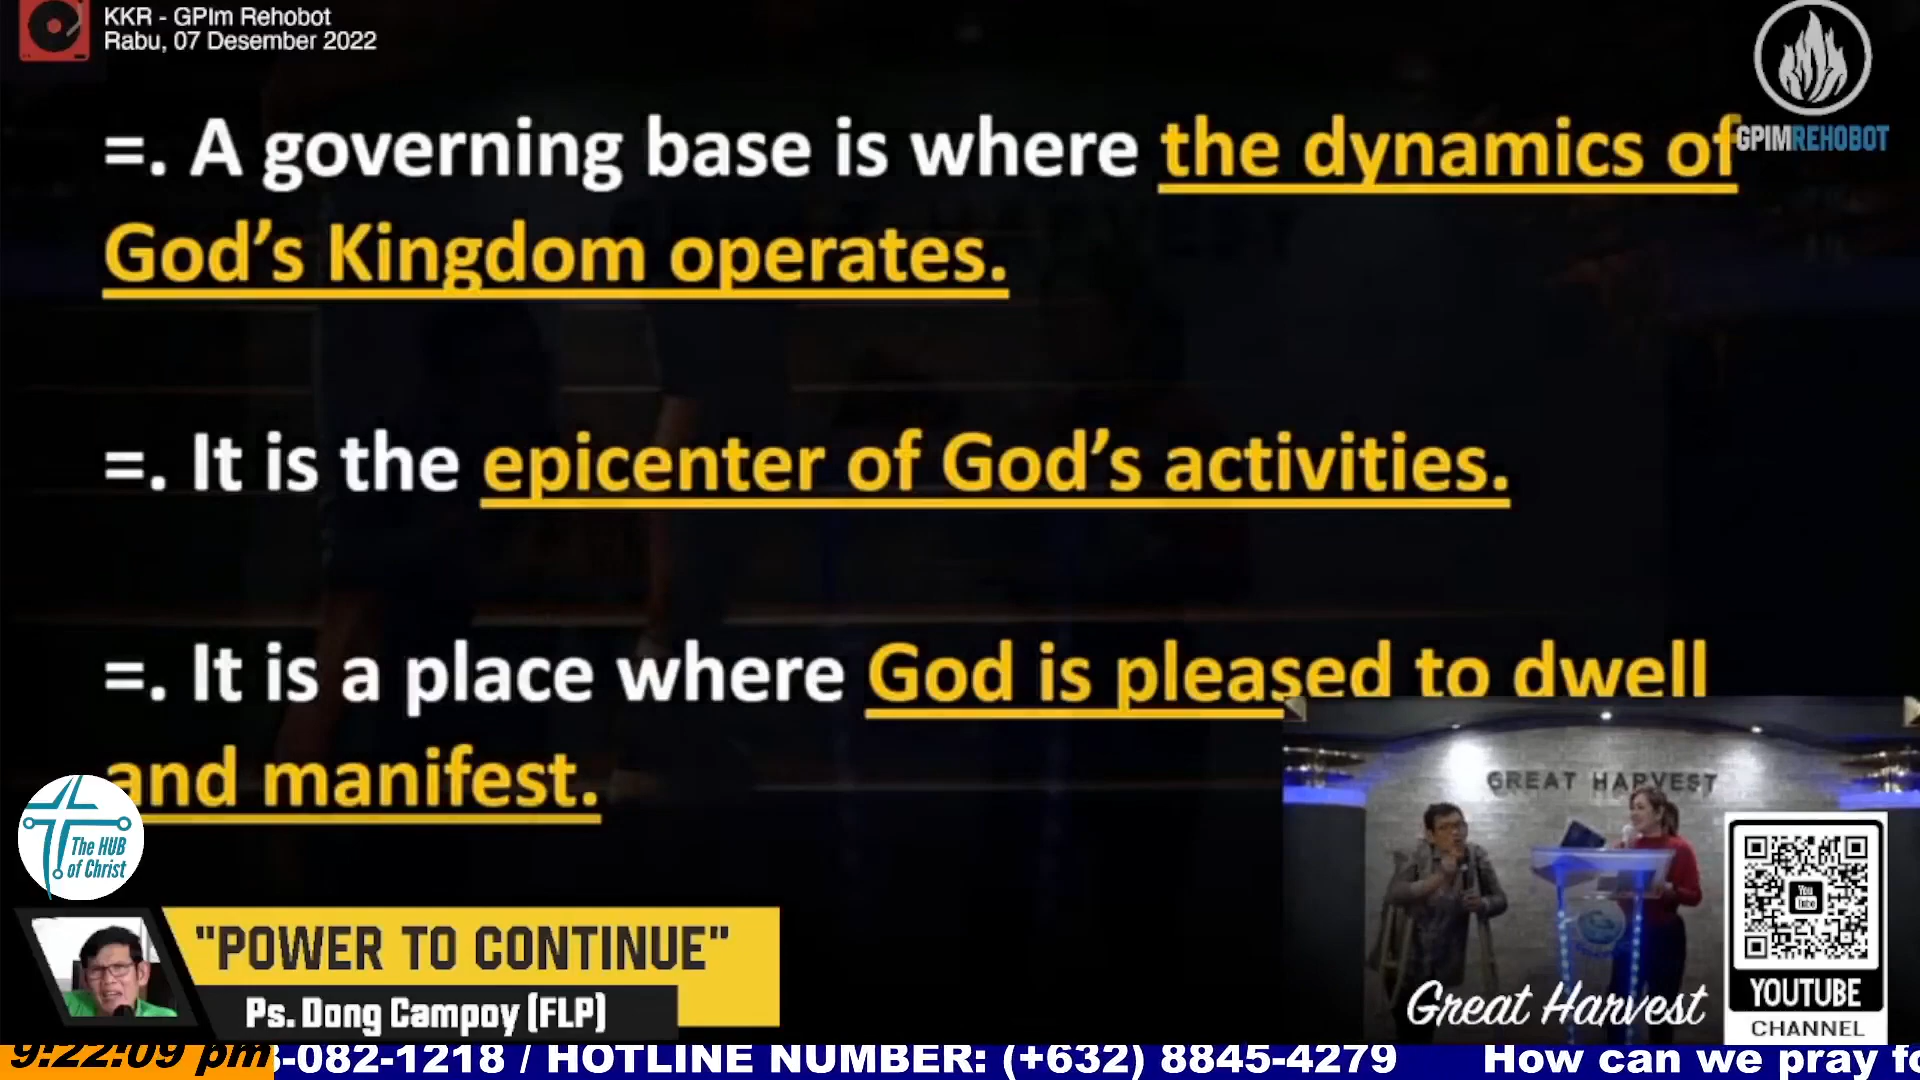 KKR - GPIm Rehobot
Rabu, 07 Desember 2022
GPIMREHOBOT
=. A governing base is where the dynamics of
God's Kingdom operates.
=. It is the epicenter of God's activities.
=. It is a place where God is pleased to dwell
and manifest.
The HUB
of Christ
GREAT HARVEST
"POWER TO CONTINUE"
Ps. Dong Campoy (FLP)
Great Harvest
You
Tube
YOUTUBE
CHANNEL
9:22:09 pm
-082-1218 / HOTLINE NUMBER: (+632) 8845-4279 How can we pray